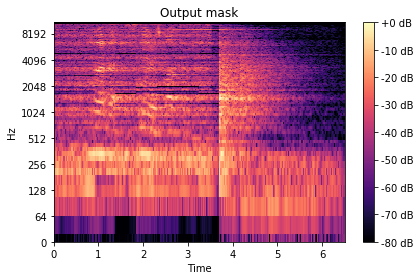 Output mask
8192
4096
2048
1024
512
256
128
64
0
Hz
0 1 2 3 4 5 6
Time
+0 dB
-10 dB
-20 dB
-30 dB
-40 dB
-50 dB
-60 dB
-70 dB
-80 dB